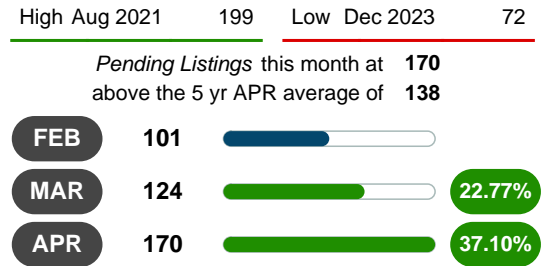 High Aug 2021 199 Low Dec 2023 72
Pending Listings this month at 170
above the 5 yr APR average of 138
FEB 101
MAR 124 22.77%
APR 170 37.10%